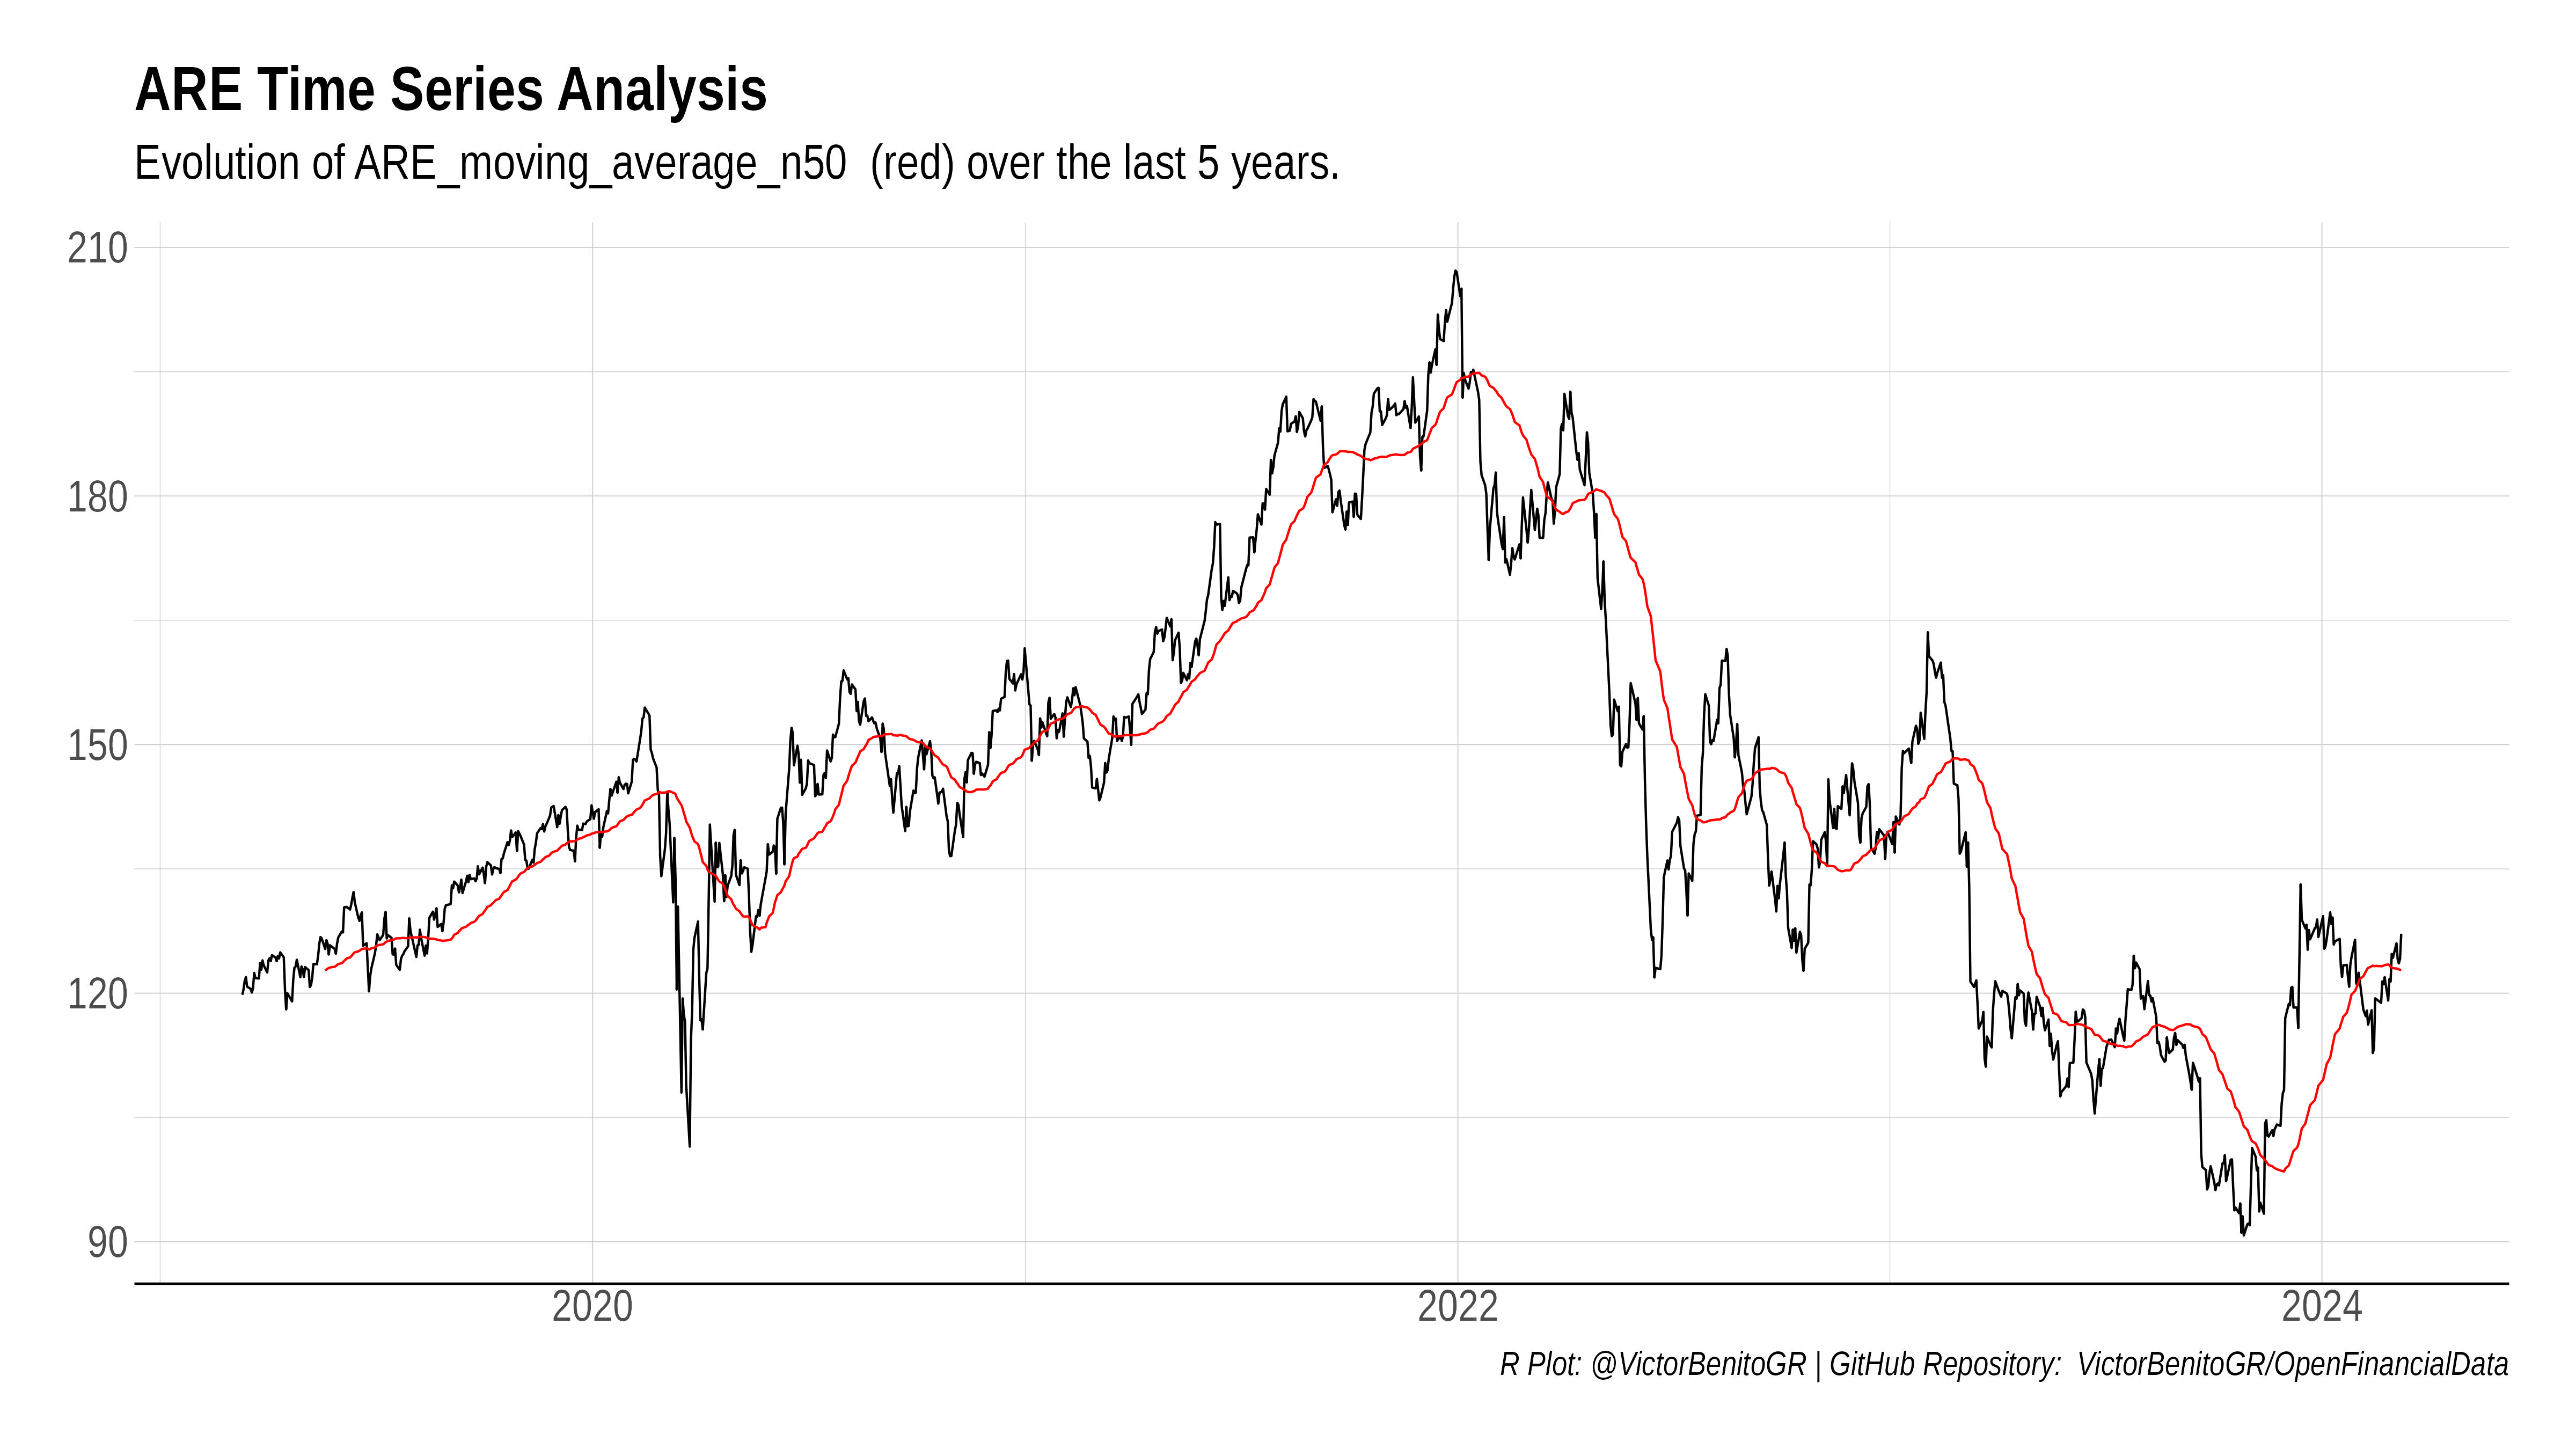 ARE Time Series Analysis
Evolution of ARE_moving_average_n50  (red) over the last 5 years.
210
180
150
120
90
2020 2022 2024
R Plot: @VictorBenitoGR | GitHub Repository:  VictorBenitoGR/OpenFinancialData